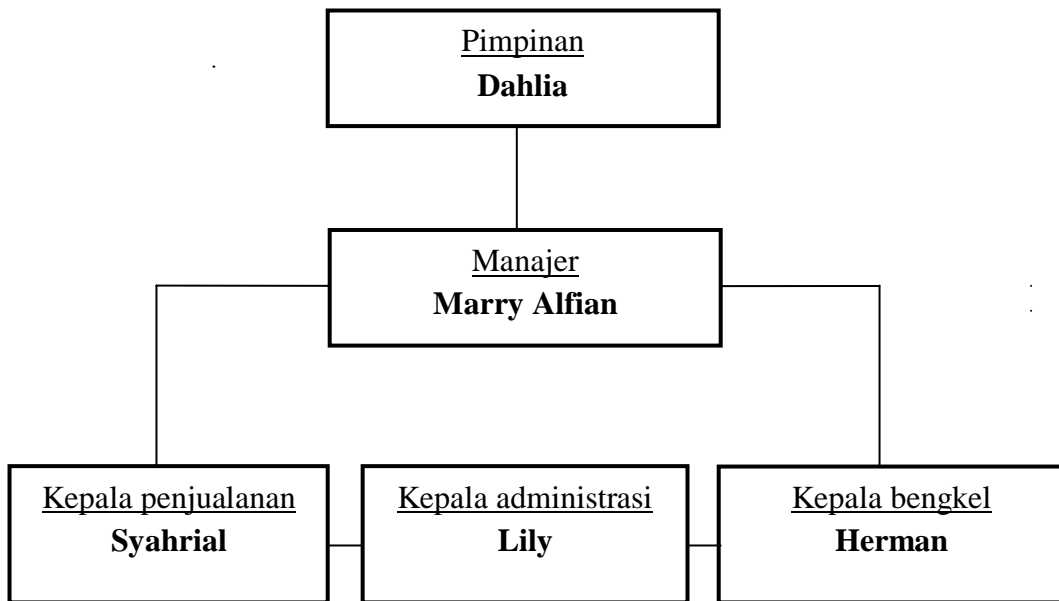 Pimpinan
Dahlia
Manajer
Marry Alfian
Kepala penjualanan
Syahrial
Kepala administrasi
Lily
Kepala bengkel
Herman